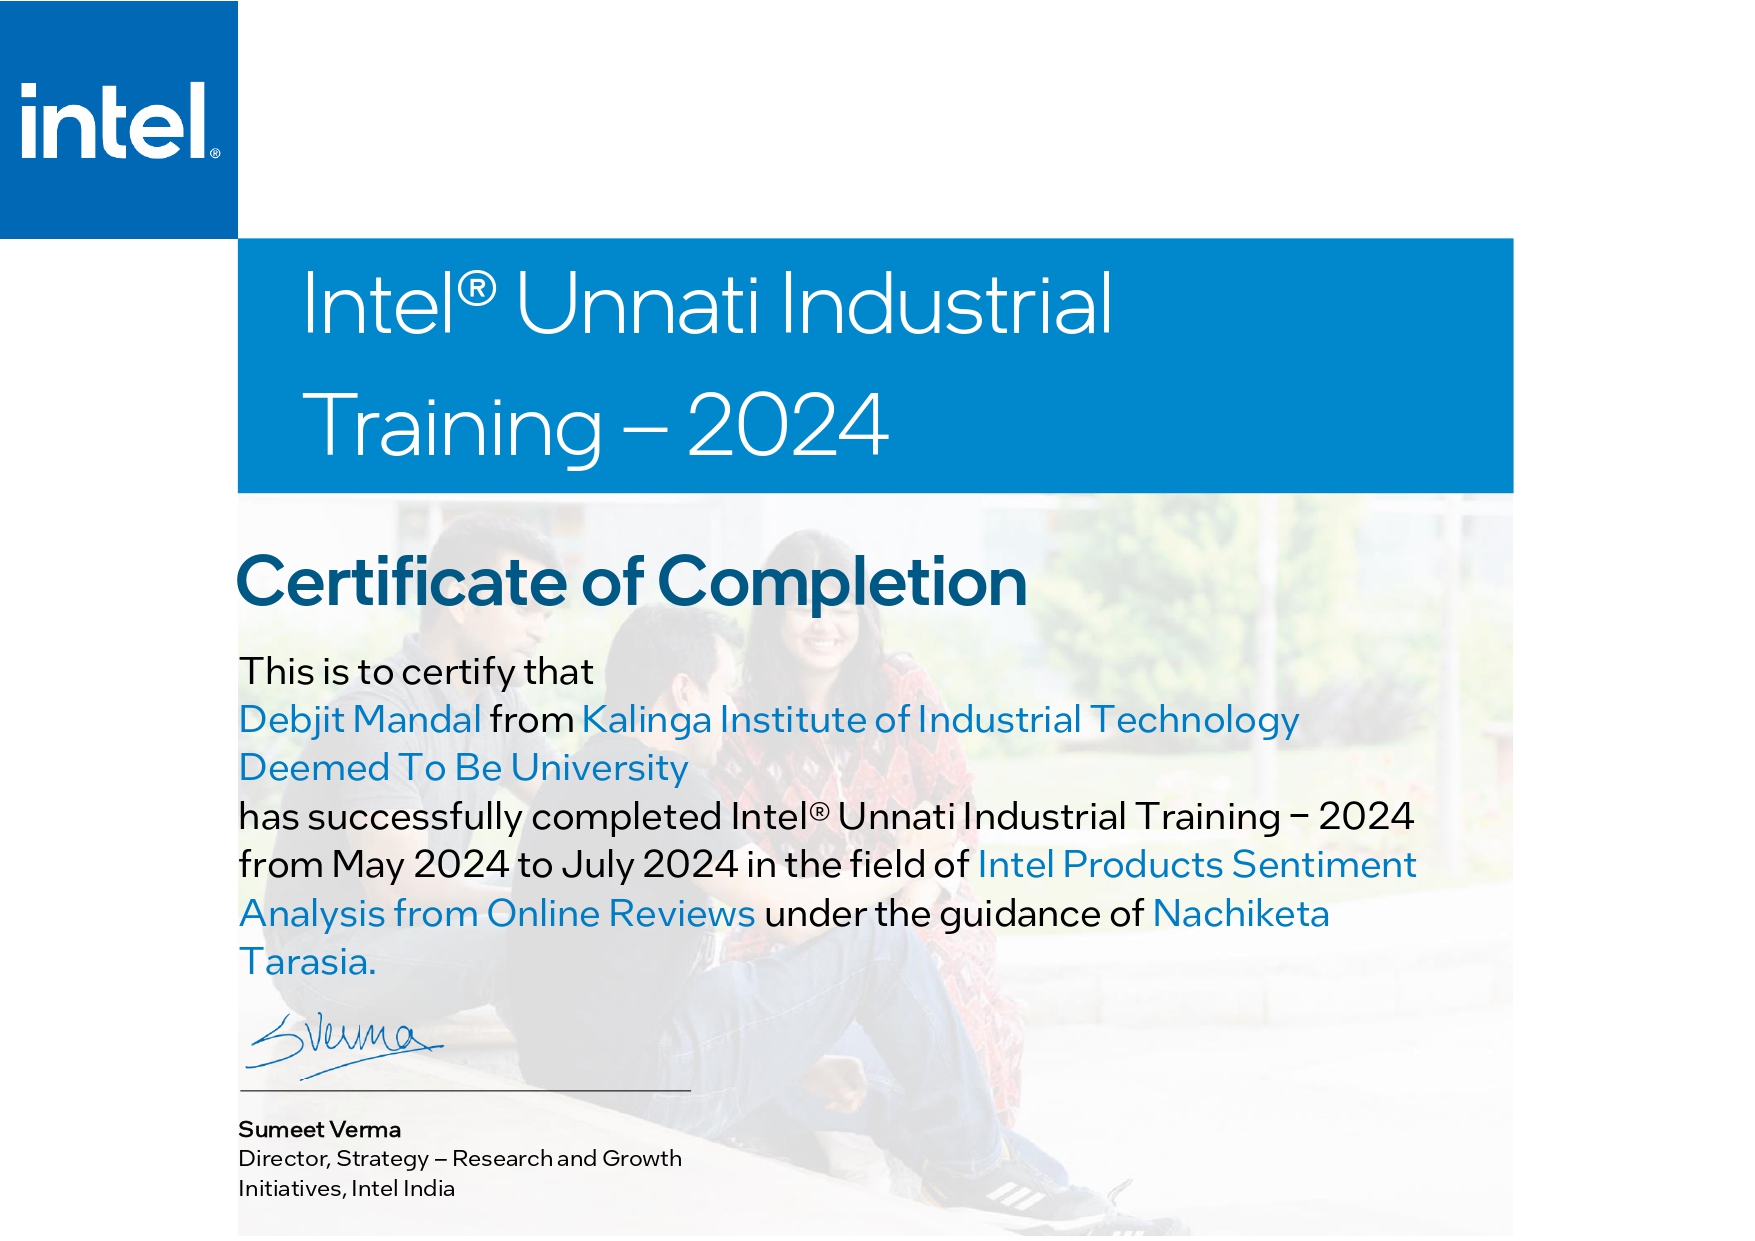 intel®
Intel® Unnati Industrial
Training – 2024
Certificate of Completion
This is to certify that
Debjit Mandal from Kalinga Institute of Industrial Technology
Deemed To Be University
has successfully completed Intel® Unnati Industrial Training – 2024
from May 2024 to July 2024 in the field of Intel Products Sentiment
Analysis from Online Reviews under the guidance of Nachiketa
Tarasia.
SVerma
Sumeet Verma
Director, Strategy – Research and Growth
Initiatives, Intel India